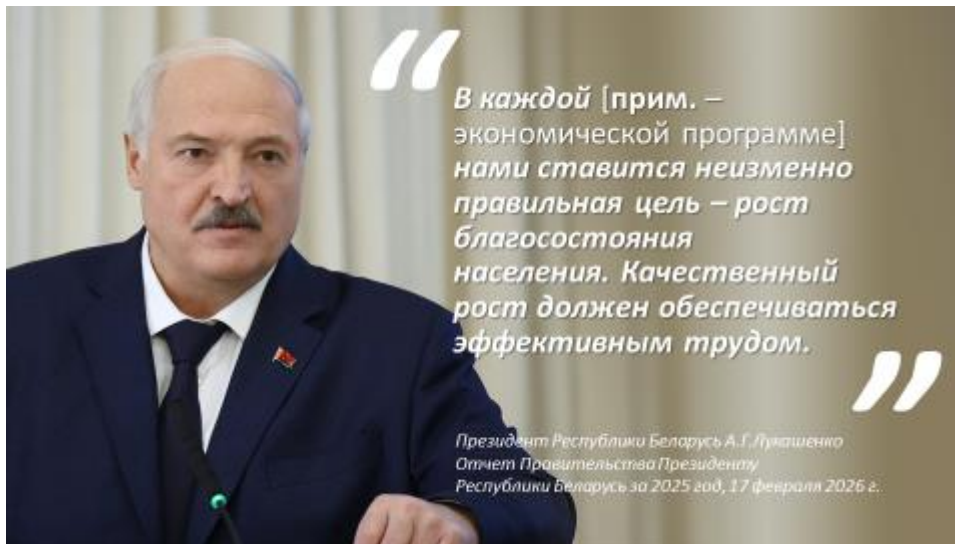 “
В каждой [прим. –
экономической программе]
нами ставится неизменно
правильная цель – рост
благосостояния
населения. Качественный
рост должен обеспечиваться
эффективным трудом.
”
Президент Республики Беларусь А.Г.Лукашенко
Отчет Правительства Президенту
Республики Беларусь за 2025 год, 17 февраля 2026 г.